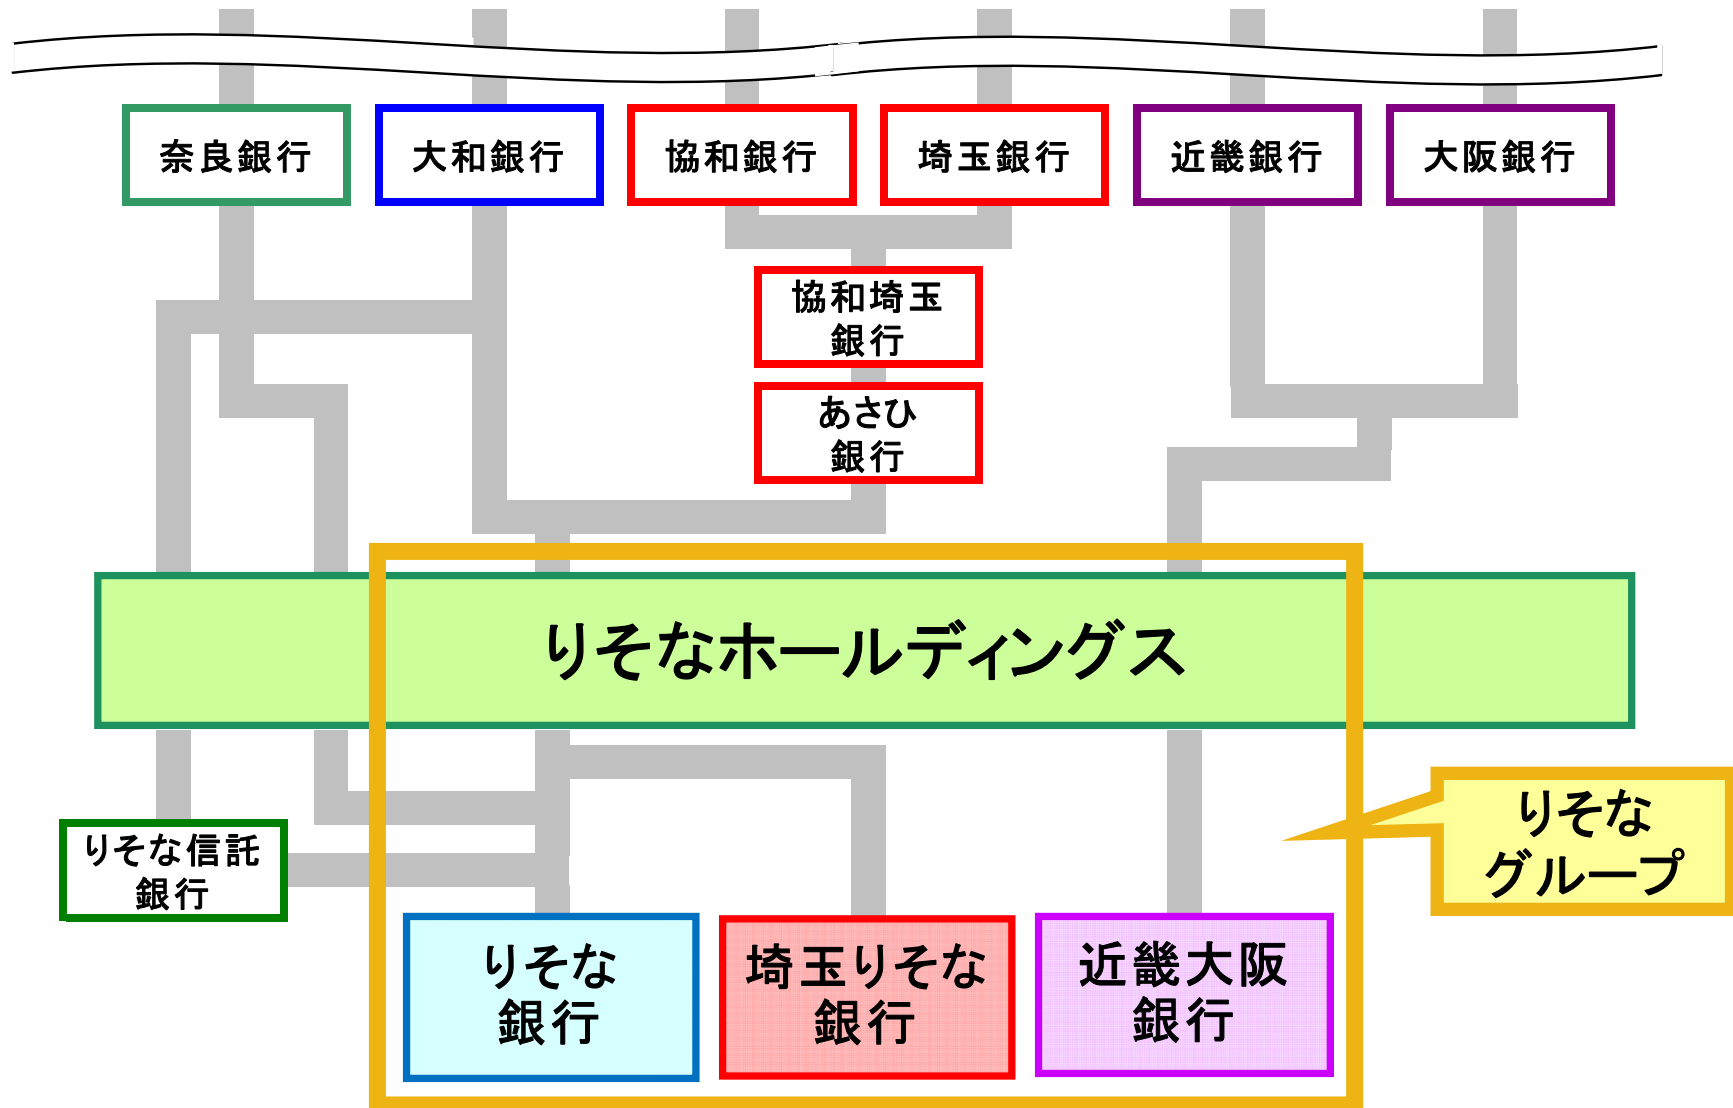 奈良銀行
大和銀行
協和銀行
埼玉銀行
近畿銀行
大阪銀行
協和埼玉
銀行
あさひ
銀行
りそなホールディングス
りそな
グループ
りそな信託
銀行
りそな
銀行
埼玉りそな
銀行
近畿大阪
銀行